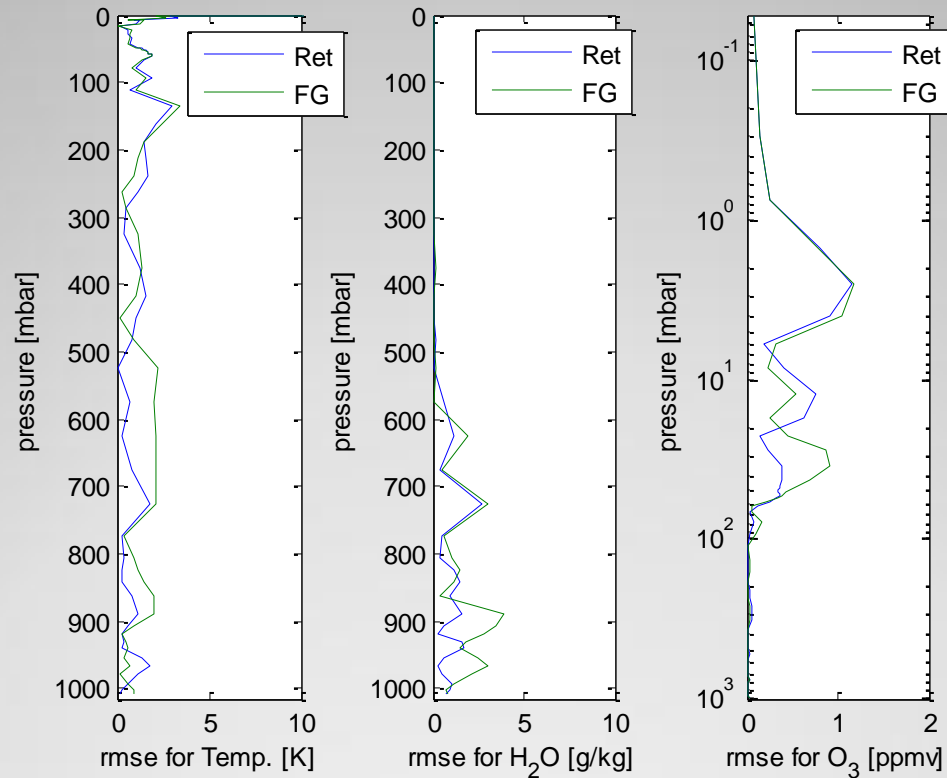 0
100
200
300
400
500
600
700
800
900
1000
pressure [mbar]
Ret
FG
0 5 10
rmse for Temp. [K]
0
100
200
300
400
500
600
700
800
900
1000
pressure [mbar]
Ret
FG
0 5 10
rmse for H₂O [g/kg]
10⁻¹
10⁰
10¹
10²
10³
pressure [mbar]
Ret
FG
0 1 2
rmse for O₃ [ppmv]